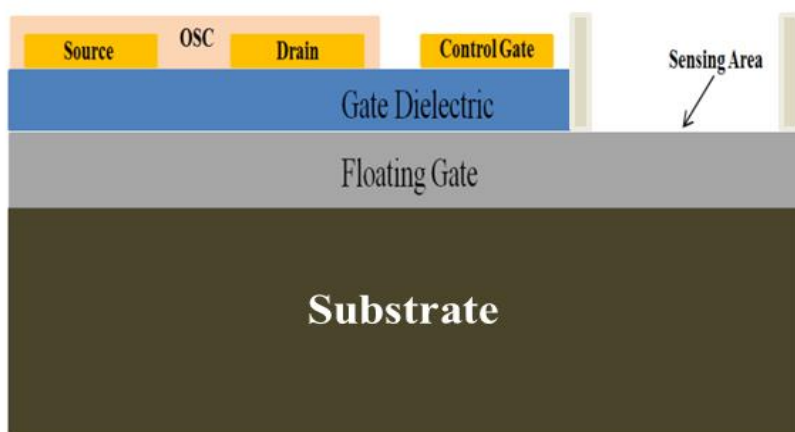 Source
OSC
Drain
Control Gate
Sensing Area
Gate Dielectric
Floating Gate
Substrate